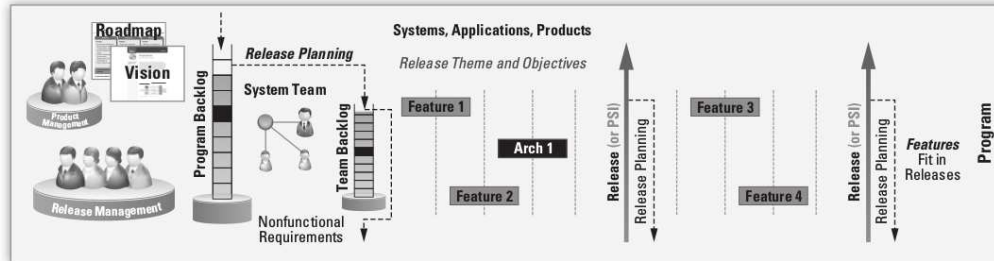 Roadmap
Vision
Product
Management
Release Management
Program Backlog
Release Planning
System Team
Team Backlog
Nonfunctional
Requirements
Systems, Applications, Products
Release Theme and Objectives
Feature 1
Arch 1
Feature 2
Release (or PSI)
Release Planning
Feature 3
Feature 4
Release (or PSI)
Release Planning
Features
Fit in
Releases
Program